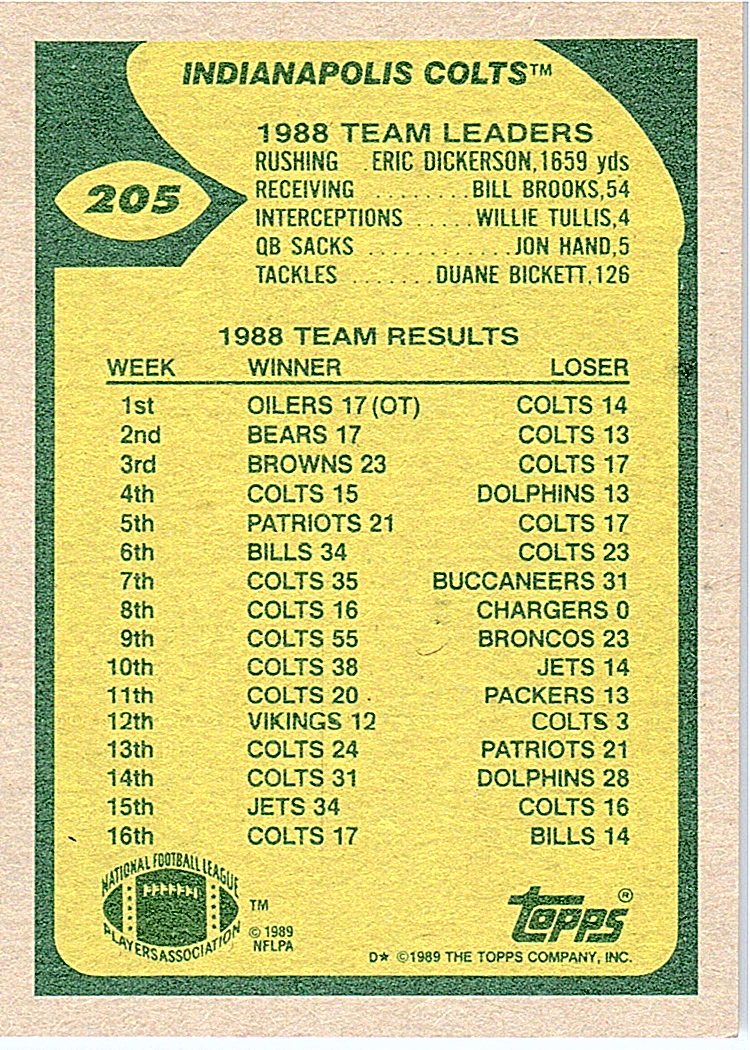 INDIANAPOLIS COLTS™
1988 TEAM LEADERS
RUSHING . ERIC DICKERSON, 1659 yds
205
RECEIVING ......... BILL BROOKS, 54
INTERCEPTIONS ..... WILLIE TULLIS, 4
QB SACKS ............ JON HAND, 5
TACKLES ....... DUANE BICKETT, 126
1988 TEAM RESULTS
WEEK WINNER LOSER
1st OILERS 17 (OT) COLTS 14
2nd BEARS 17 COLTS 13
3rd BROWNS 23 COLTS 17
4th COLTS 15 DOLPHINS 13
5th PATRIOTS 21 COLTS 17
6th BILLS 34 COLTS 23
7th COLTS 35 BUCCANEERS 31
8th COLTS 16 CHARGERS 0
9th COLTS 55 BRONCOS 23
10th COLTS 38 JETS 14
11th COLTS 20 PACKERS 13
12th VIKINGS 12 COLTS 3
13th COLTS 24 PATRIOTS 21
14th COLTS 31 DOLPHINS 28
15th JETS 34 COLTS 16
16th COLTS 17 BILLS 14
NATIONAL FOOTBALL LEAGUE
PLAYERS ASSOCIATION
™
© 1989
NFLPA
topps®
D★ ©1989 THE TOPPS COMPANY, INC.